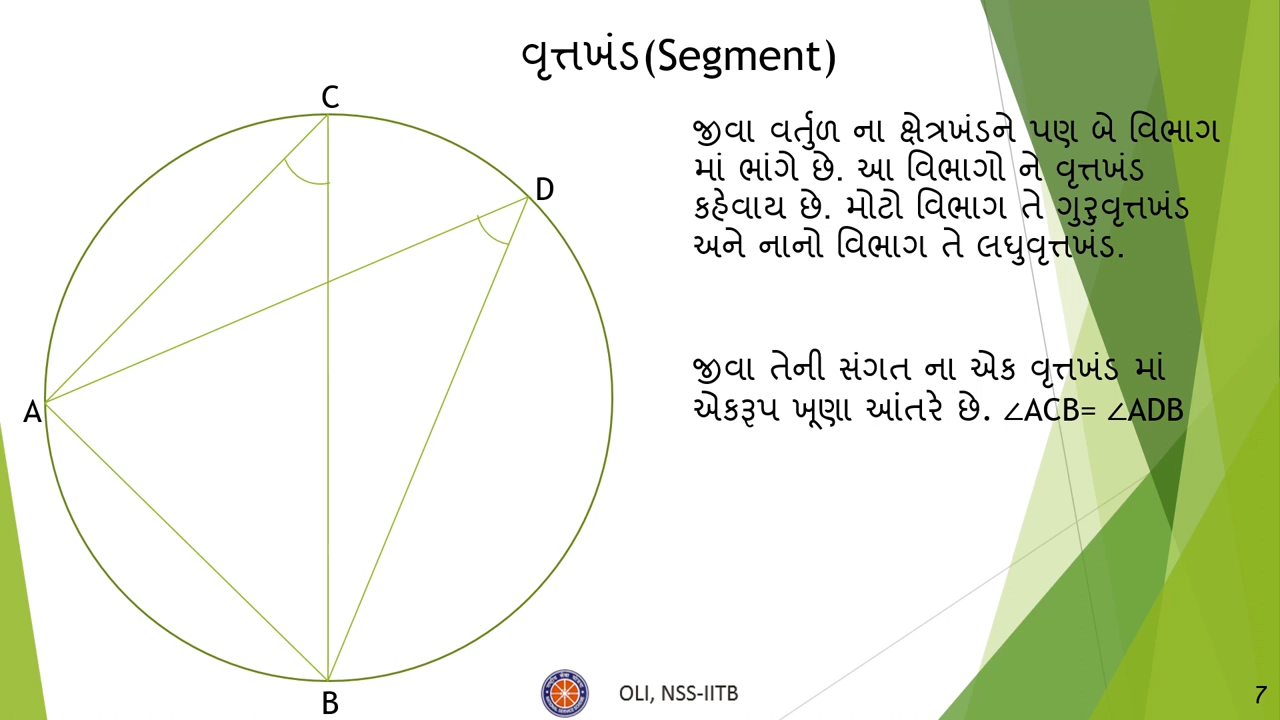 વૃત્તખંડ(Segment)
C
D
A
B
જીવા વર્તુળ ના ક્ષેત્રખંડને પણ બે વિભાગ
માં ભાંગે છે. આ વિભાગો ને વૃત્તખંડ
કહેવાય છે. મોટો વિભાગ તે ગુરુવૃત્તખંડ
અને નાનો વિભાગ તે લઘુવૃત્તખંડ.
જીવા તેની સંગત ના એક વૃત્તખંડ માં
એકરૂપ ખૂણા આંતરે છે. ∠ACB= ∠ADB
OLI, NSS-IITB
7